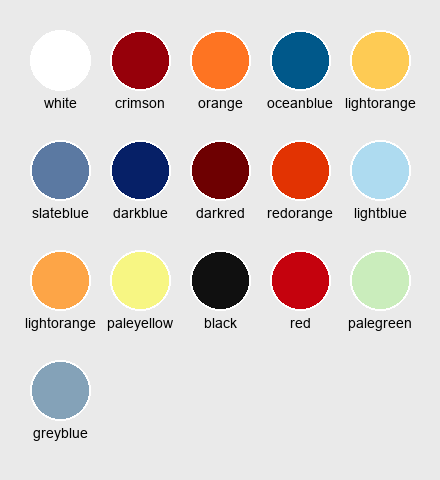 white crimson orange oceanblue lightorange
slateblue darkblue darkred redorange lightblue
lightorange paleyellow black red palegreen
greyblue